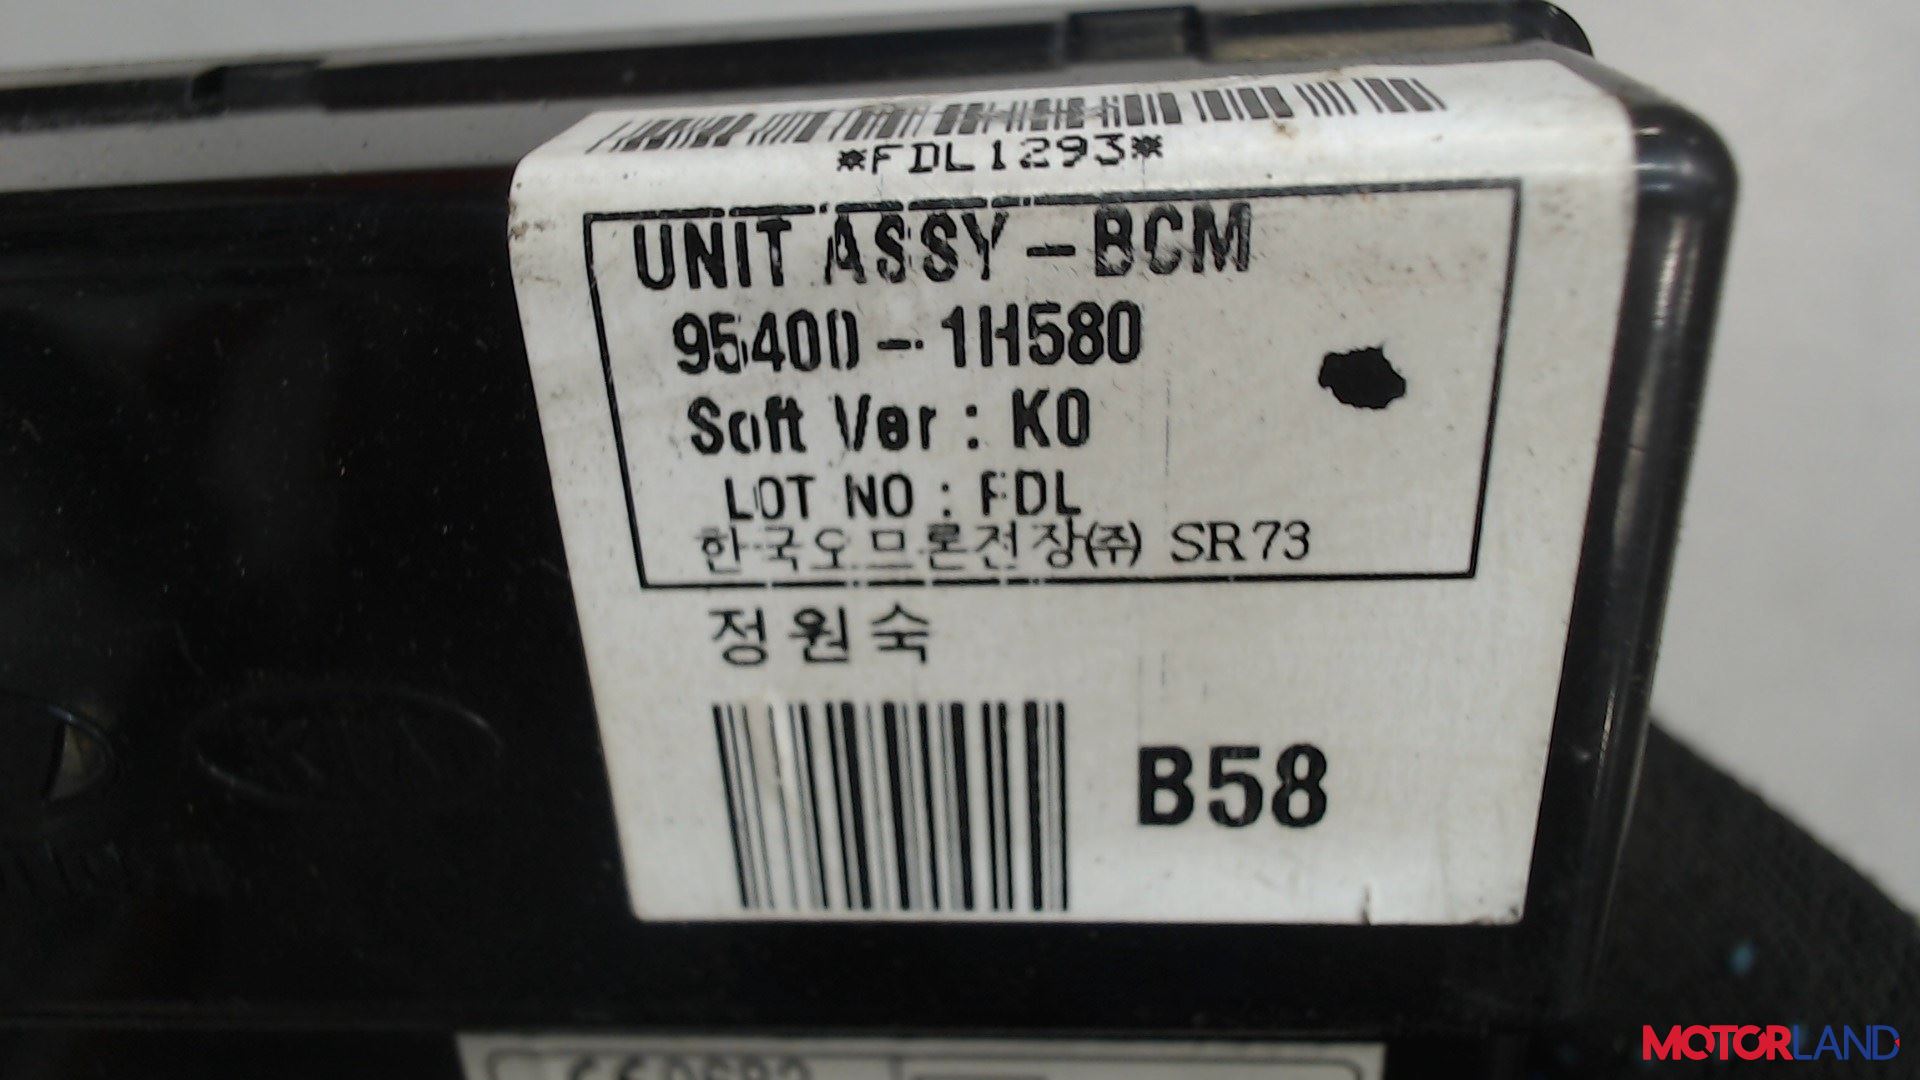 *FDL1293*
UNIT ASSY-BCM
95400-1H580
Soft Ver : K0
LOT NO : FDL
한국오므론전장(주) SR73
정원숙
B58
KIA
MOTORLAND